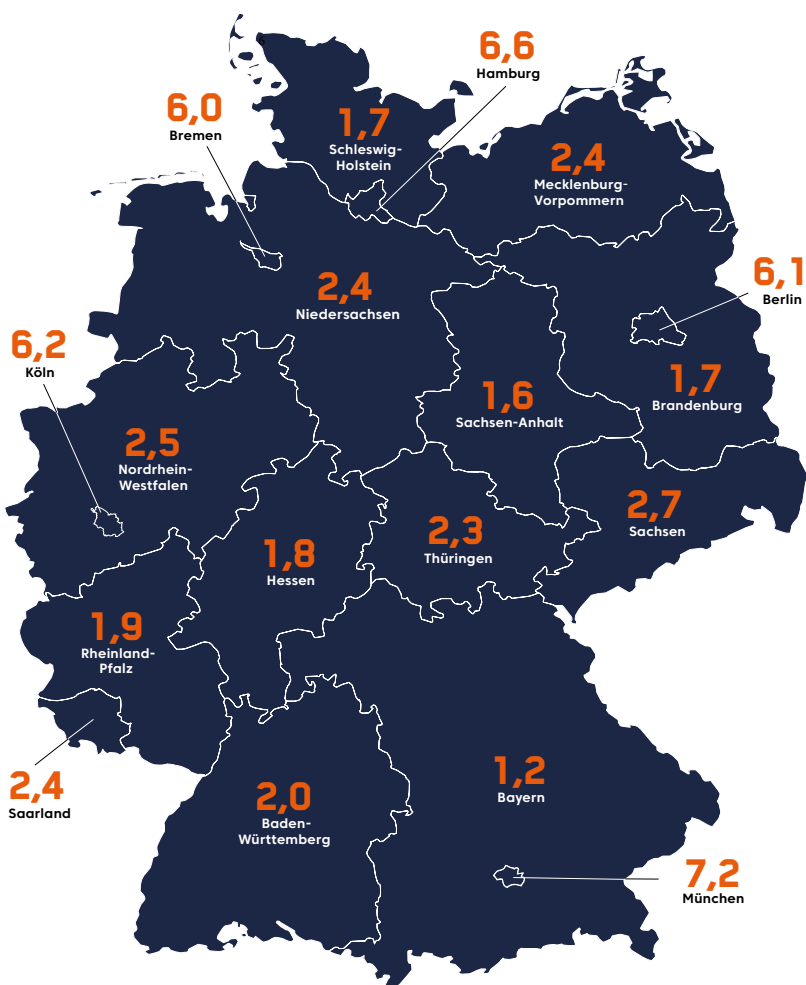 6,6
Hamburg
6,0
Bremen
1,7
Schleswig-
Holstein
2,4
Mecklenburg-
Vorpommern
2,4
Niedersachsen
6,1
Berlin
6,2
Köln
1,7
Brandenburg
1,6
Sachsen-Anhalt
2,5
Nordrhein-
Westfalen
2,7
Sachsen
2,3
Thüringen
1,8
Hessen
1,9
Rheinland-
Pfalz
2,4
Saarland
2,0
Baden-
Württemberg
1,2
Bayern
7,2
München